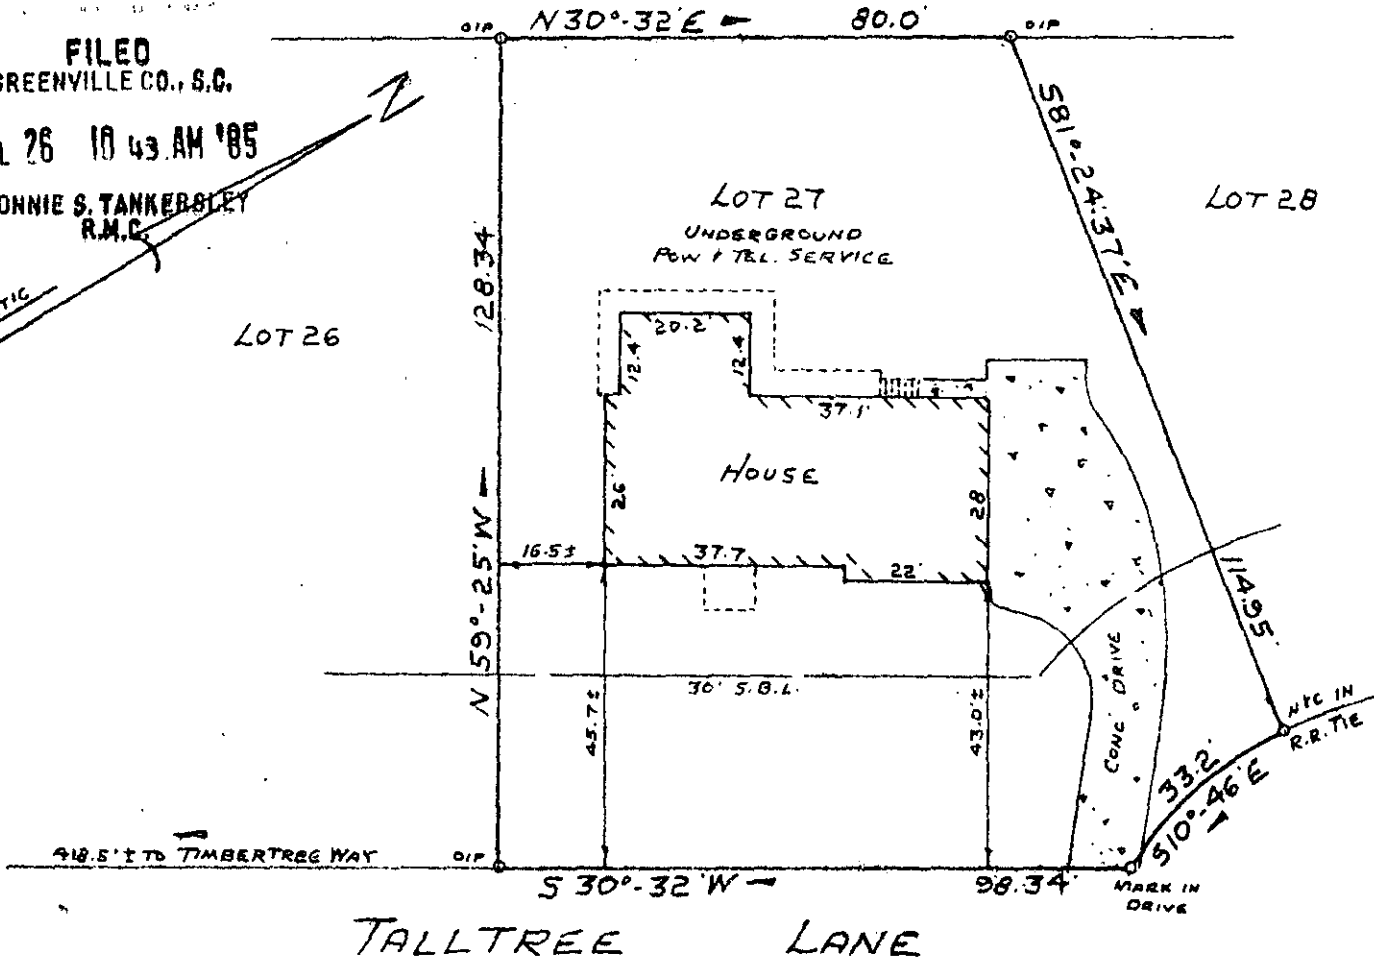 FILED
GREENVILLE CO., S.C.
26 10 43 AM '85
ONNIE S. TANKERSLEY
R.M.C.
TIC
N
OIP
N 30°-32'E
80.0'
OIP
S81°-24.37'E
114.95'
LOT 27
UNDERGROUND
POW & TEL. SERVICE
LOT 28
LOT 26
128.34
N 59°-25'W
20.2'
12.4'
12.4'
37.1'
HOUSE
26
28
16.5±
37.7
22'
30' S.B.L.
45.7±
43.0'±
CONC DRIVE
N&C IN
R.R. TIE
33.2'
S10°-46'E
418.5'± TO TIMBERTREE WAY
OIP
S 30°-32'W
98.34'
MARK IN
DRIVE
TALLTREE LANE